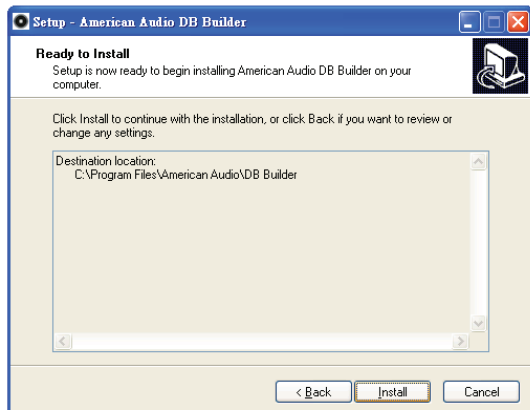 Setup - American Audio DB Builder
Ready to Install
Setup is now ready to begin installing American Audio DB Builder on your
computer.
Click Install to continue with the installation, or click Back if you want to review or
change any settings.
Destination location:
C:\Program Files\American Audio\DB Builder
< Back
Install
Cancel